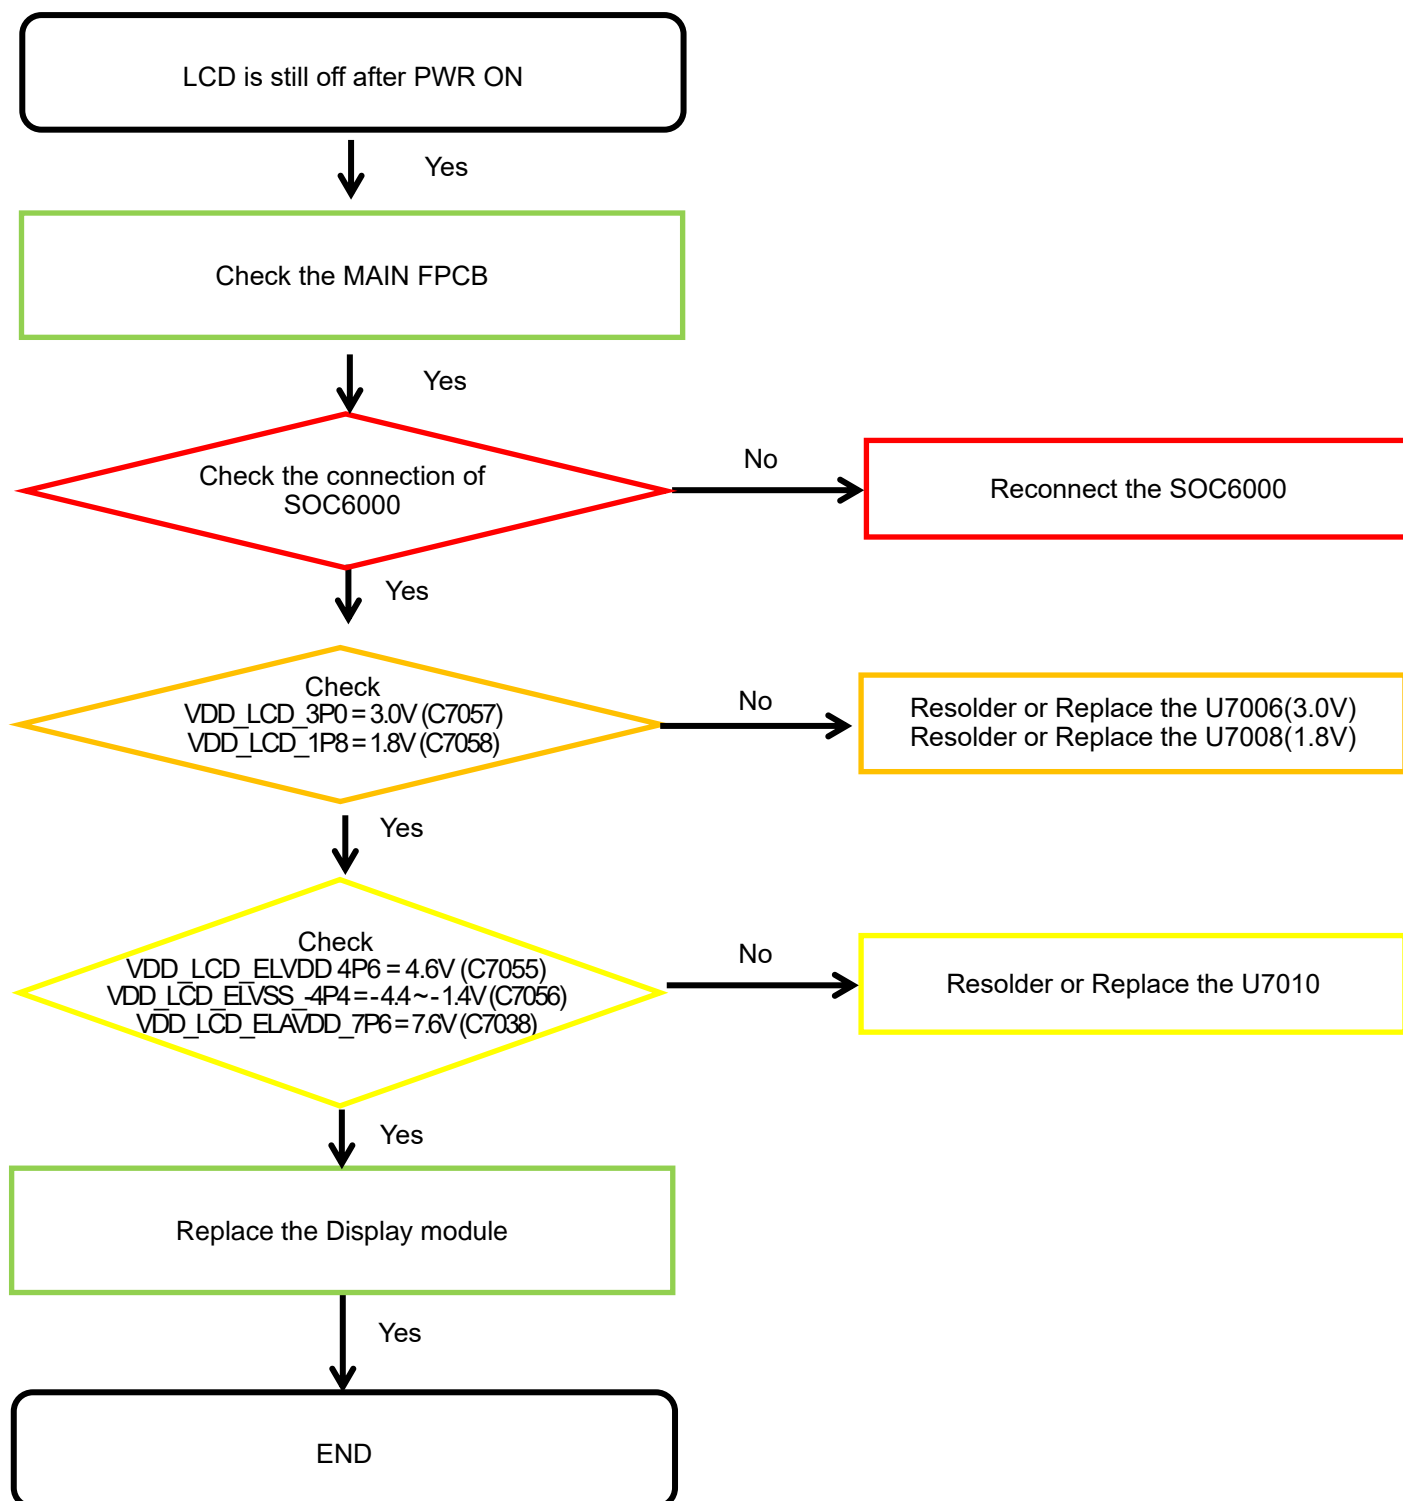 LCD is still off after PWR ON
Yes
Check the MAIN FPCB
Yes
Check the connection of
SOC6000
No
Reconnect the SOC6000
Yes
Check
VDD_LCD_3P0 = 3.0V (C7057)
VDD_LCD_1P8 = 1.8V (C7058)
No
Resolder or Replace the U7006(3.0V)
Resolder or Replace the U7008(1.8V)
Yes
Check
VDD_LCD_ELVDD 4P6 = 4.6V (C7055)
VDD_LCD_ELVSS_-4P4 = - 4.4 ~ - 1.4V (C7056)
VDD_LCD_ELAVDD_7P6 = 7.6V (C7038)
No
Resolder or Replace the U7010
Yes
Replace the Display module
Yes
END